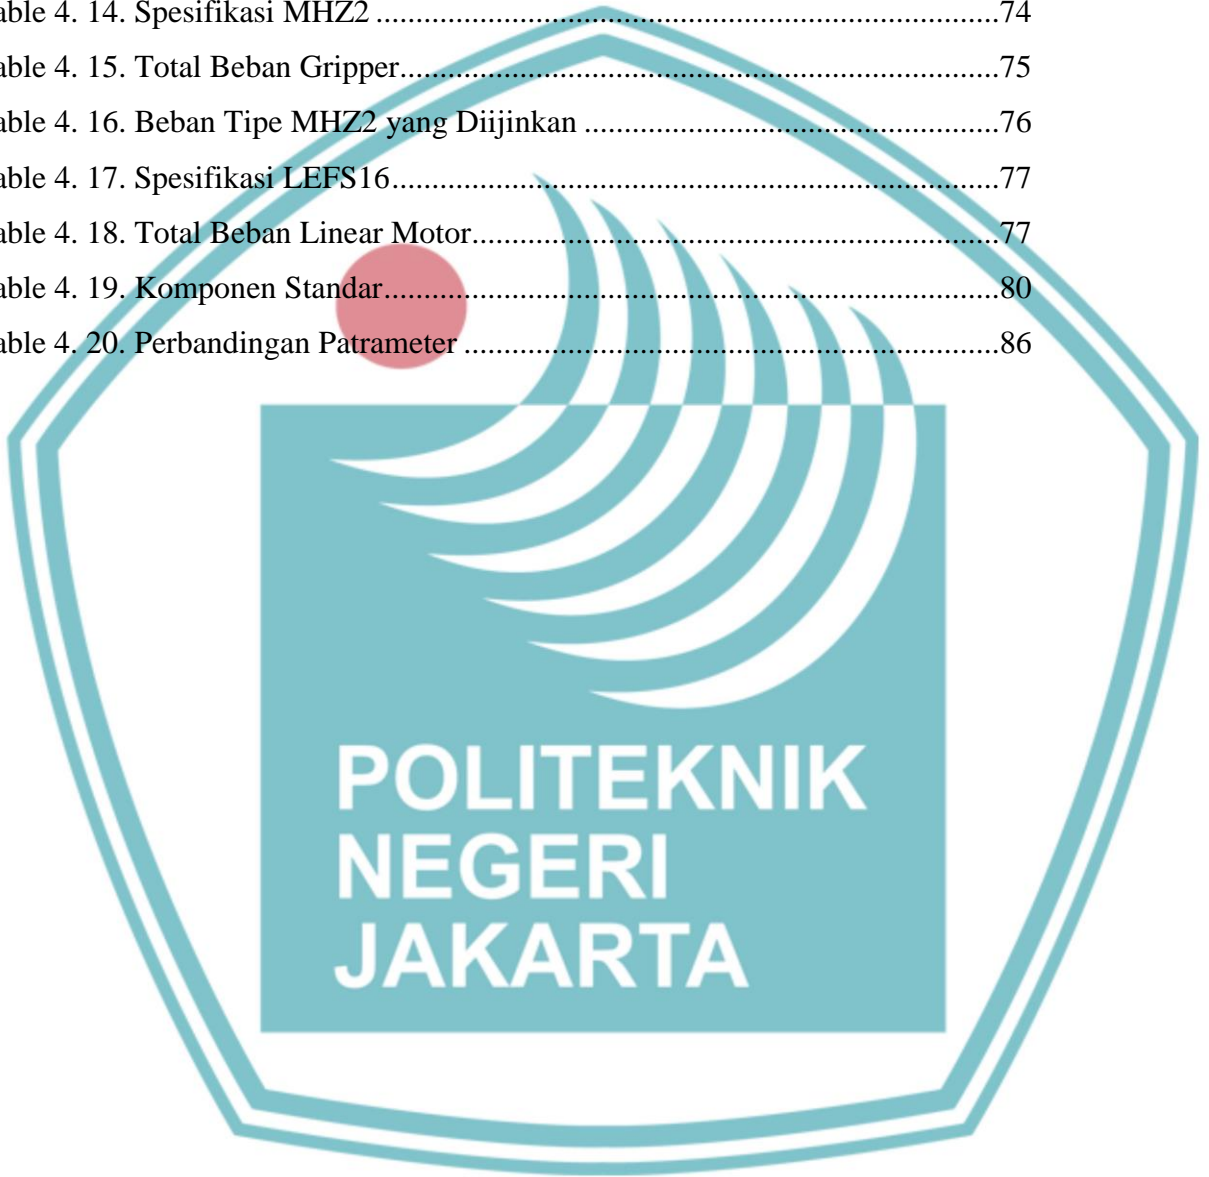 able 4. 14. Spesifikasi MHZ2 ..............................................................................74
able 4. 15. Total Beban Gripper...........................................................................75
able 4. 16. Beban Tipe MHZ2 yang Diijinkan ....................................................76
able 4. 17. Spesifikasi LEFS16............................................................................77
able 4. 18. Total Beban Linear Motor..................................................................77
able 4. 19. Komponen Standar.............................................................................80
able 4. 20. Perbandingan Patrameter ...................................................................86
POLITEKNIK
NEGERI
JAKARTA